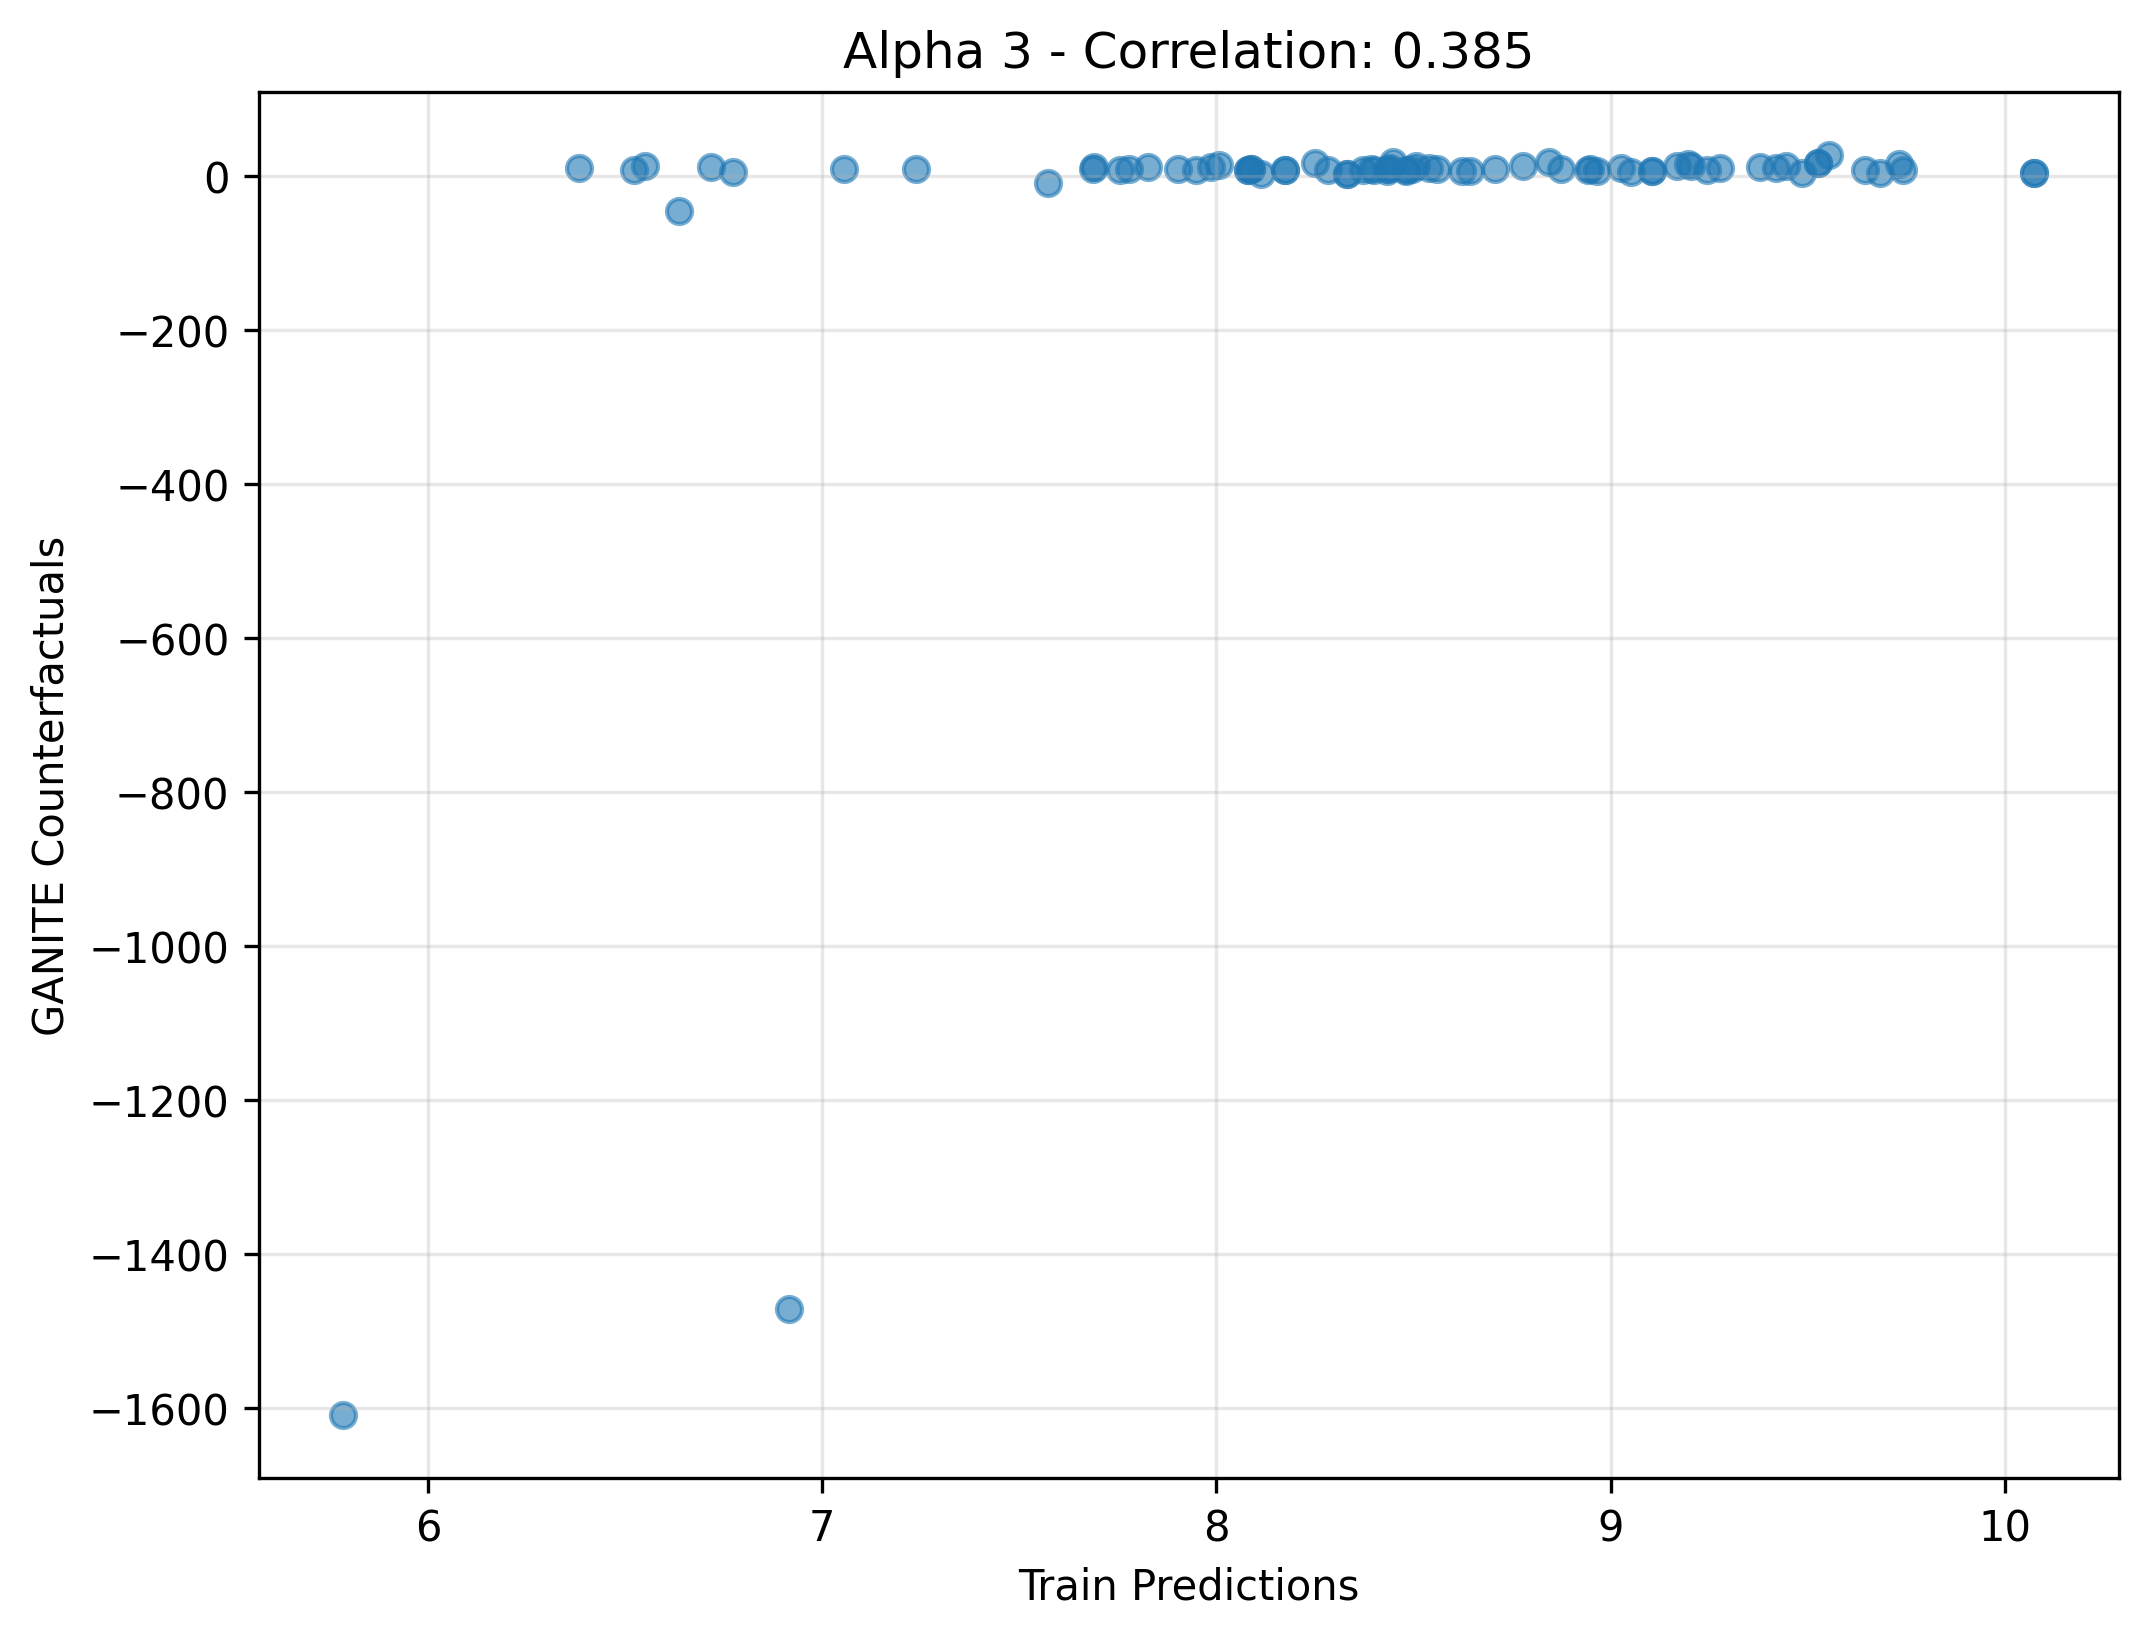 Alpha 3 - Correlation: 0.385
0
−200
−400
−600
−800
−1000
−1200
−1400
−1600
GANITE Counterfactuals
6 7 8 9 10
Train Predictions